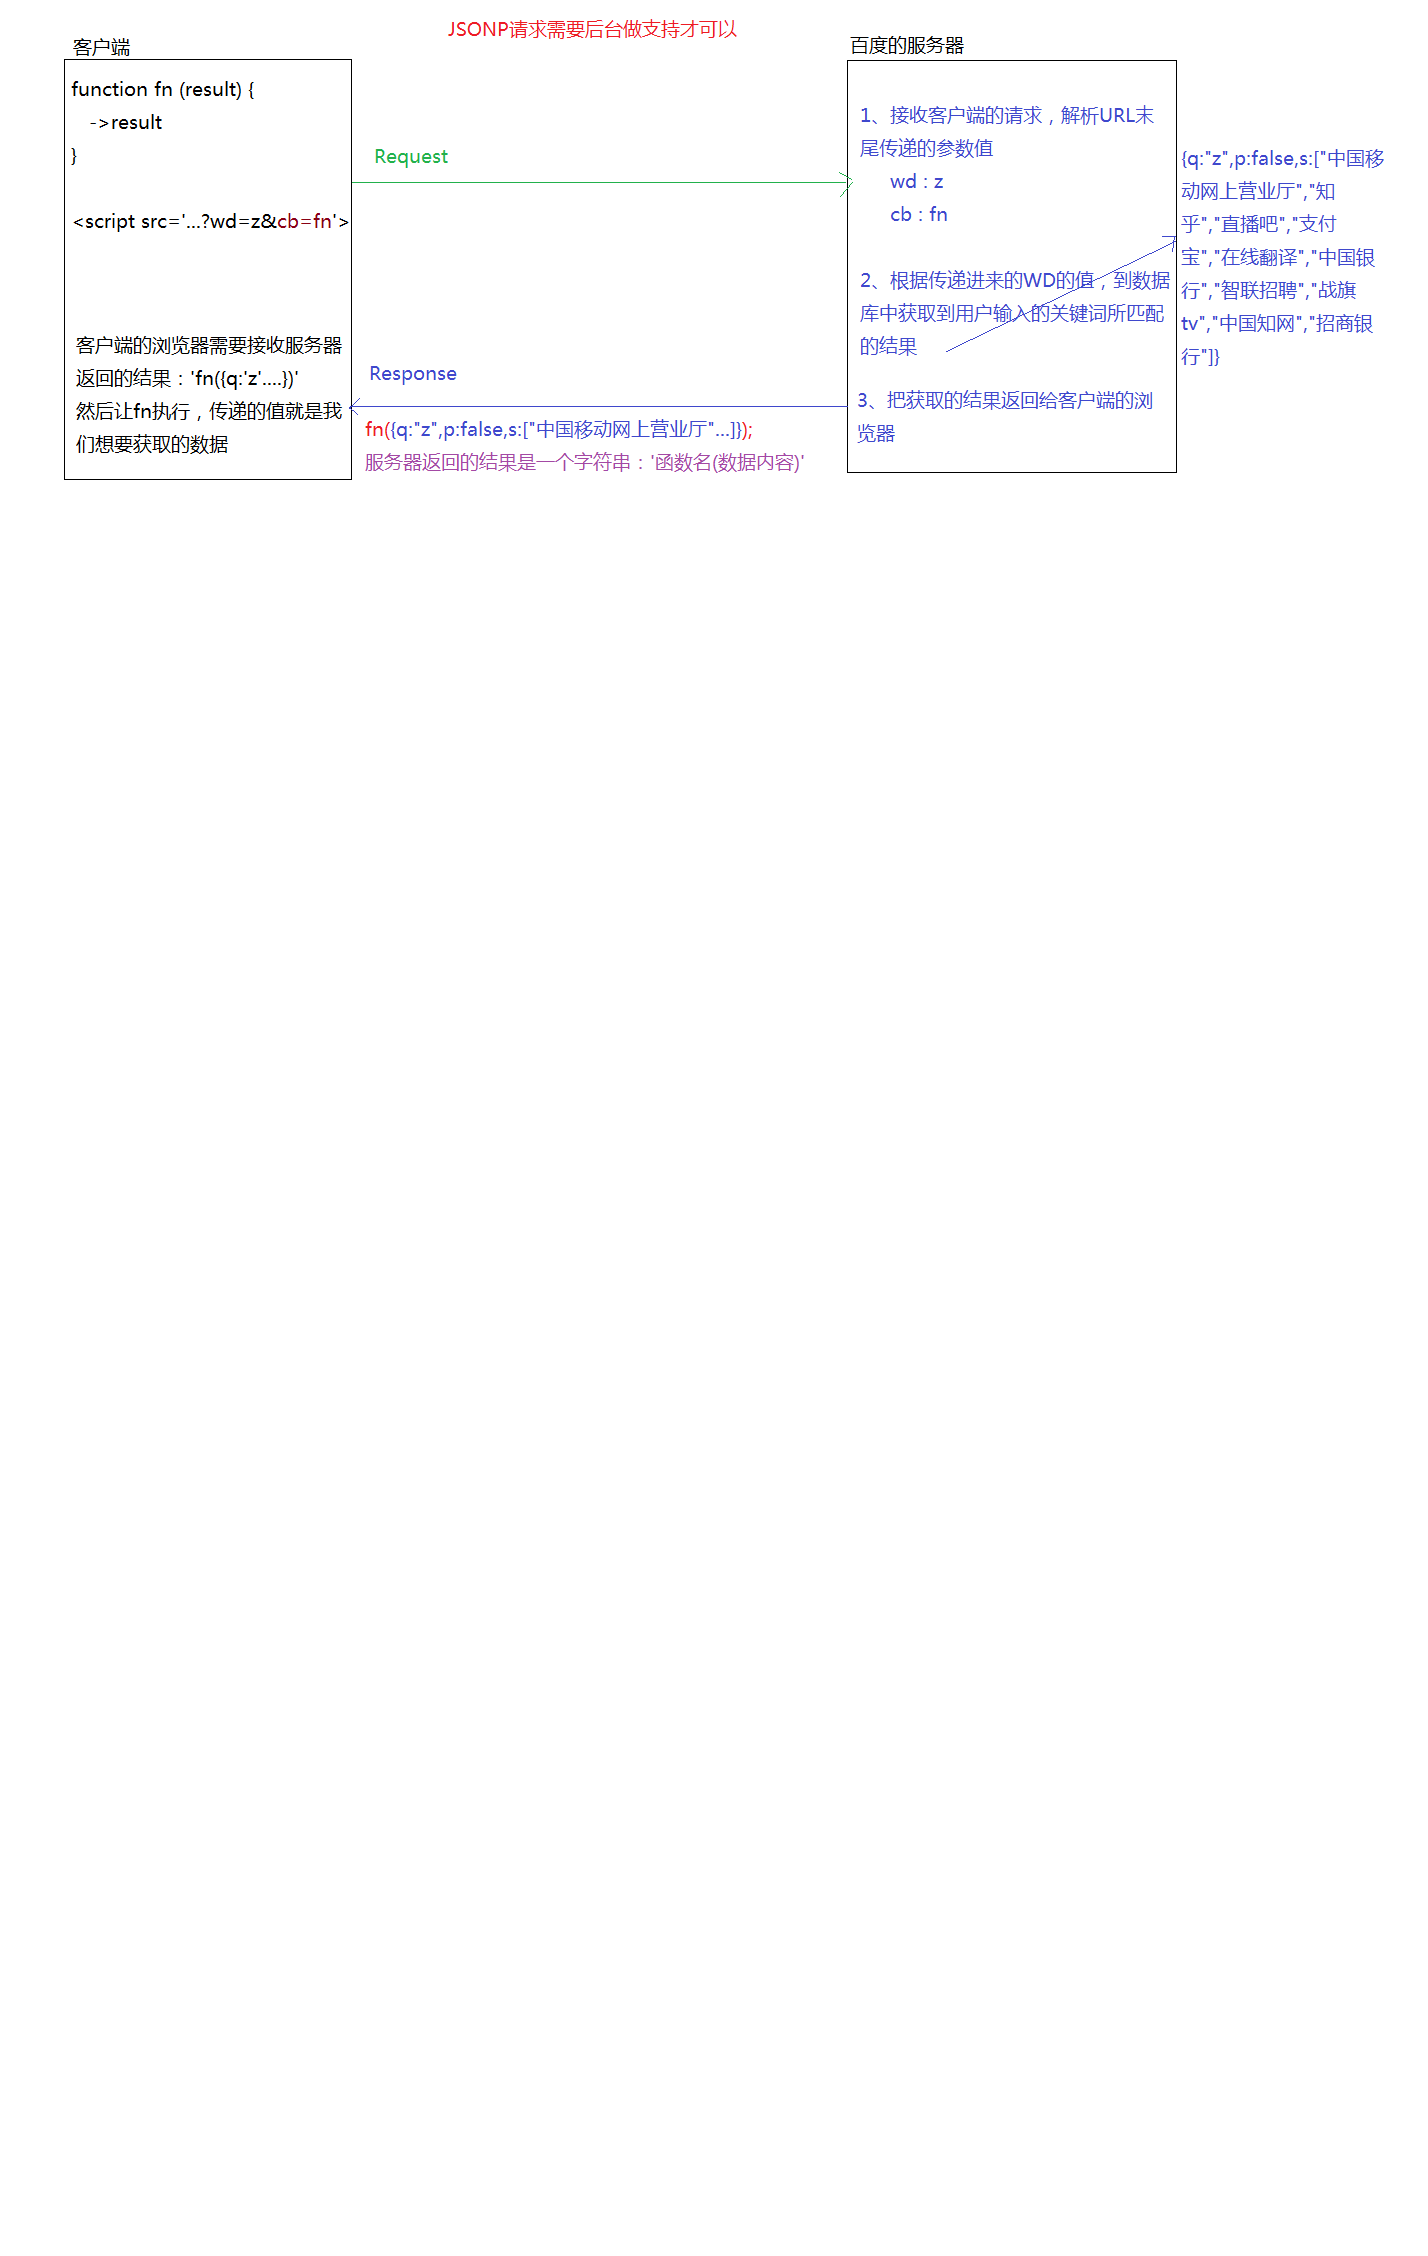 JSONP请求需要后台做支持才可以
客户端
function fn (result) {
->result
}
<script src='...?wd=z&cb=fn'>
客户端的浏览器需要接收服务器
返回的结果：'fn({q:'z'....})'
然后让fn执行，传递的值就是我
们想要获取的数据
Request
Response
fn({q:"z",p:false,s:["中国移动网上营业厅"...]});
服务器返回的结果是一个字符串：'函数名(数据内容)'
百度的服务器
1、接收客户端的请求，解析URL末
尾传递的参数值
wd : z
cb : fn
2、根据传递进来的WD的值，到数据
库中获取到用户输入的关键词所匹配
的结果
3、把获取的结果返回给客户端的浏
览器
{q:"z",p:false,s:["中国移
动网上营业厅","知
乎","直播吧","支付
宝","在线翻译","中国银
行","智联招聘","战旗
tv","中国知网","招商银
行"]}